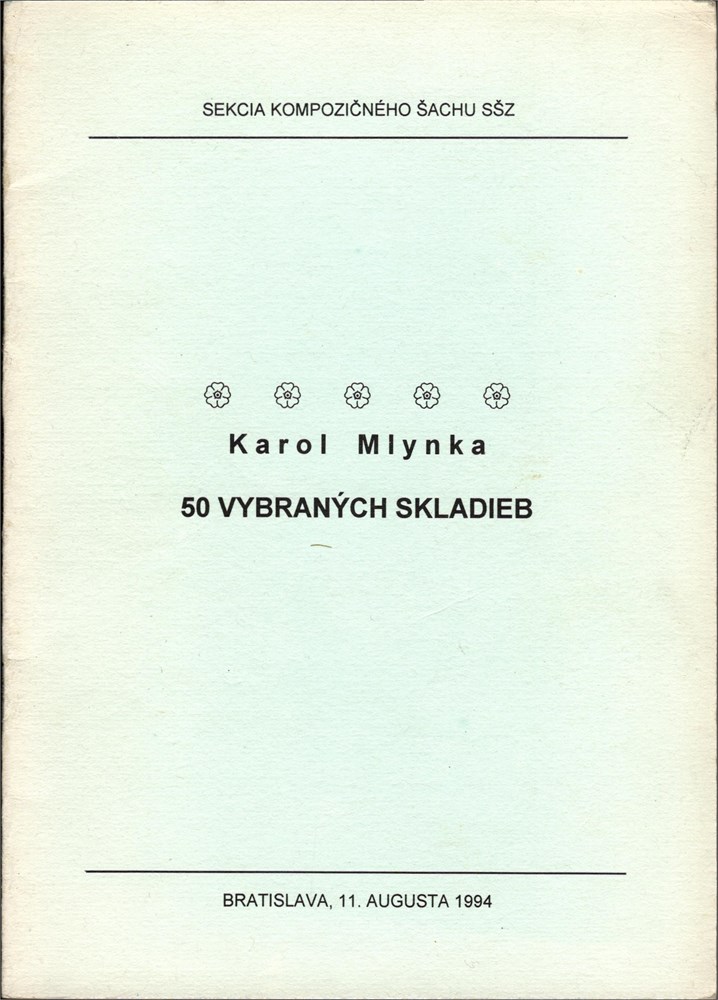 SEKCIA KOMPOZIČNÉHO ŠACHU SŠZ
Karol Mlynka
50 VYBRANÝCH SKLADIEB
BRATISLAVA, 11. AUGUSTA 1994